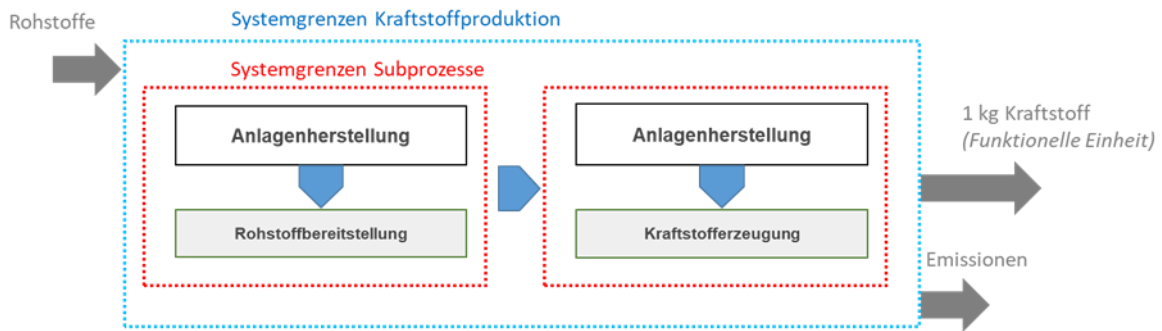 Rohstoffe
Systemgrenzen Kraftstoffproduktion
Systemgrenzen Subprozesse
Anlagenherstellung
Rohstoffbereitstellung
Anlagenherstellung
Kraftstofferzeugung
1 kg Kraftstoff
(Funktionelle Einheit)
Emissionen